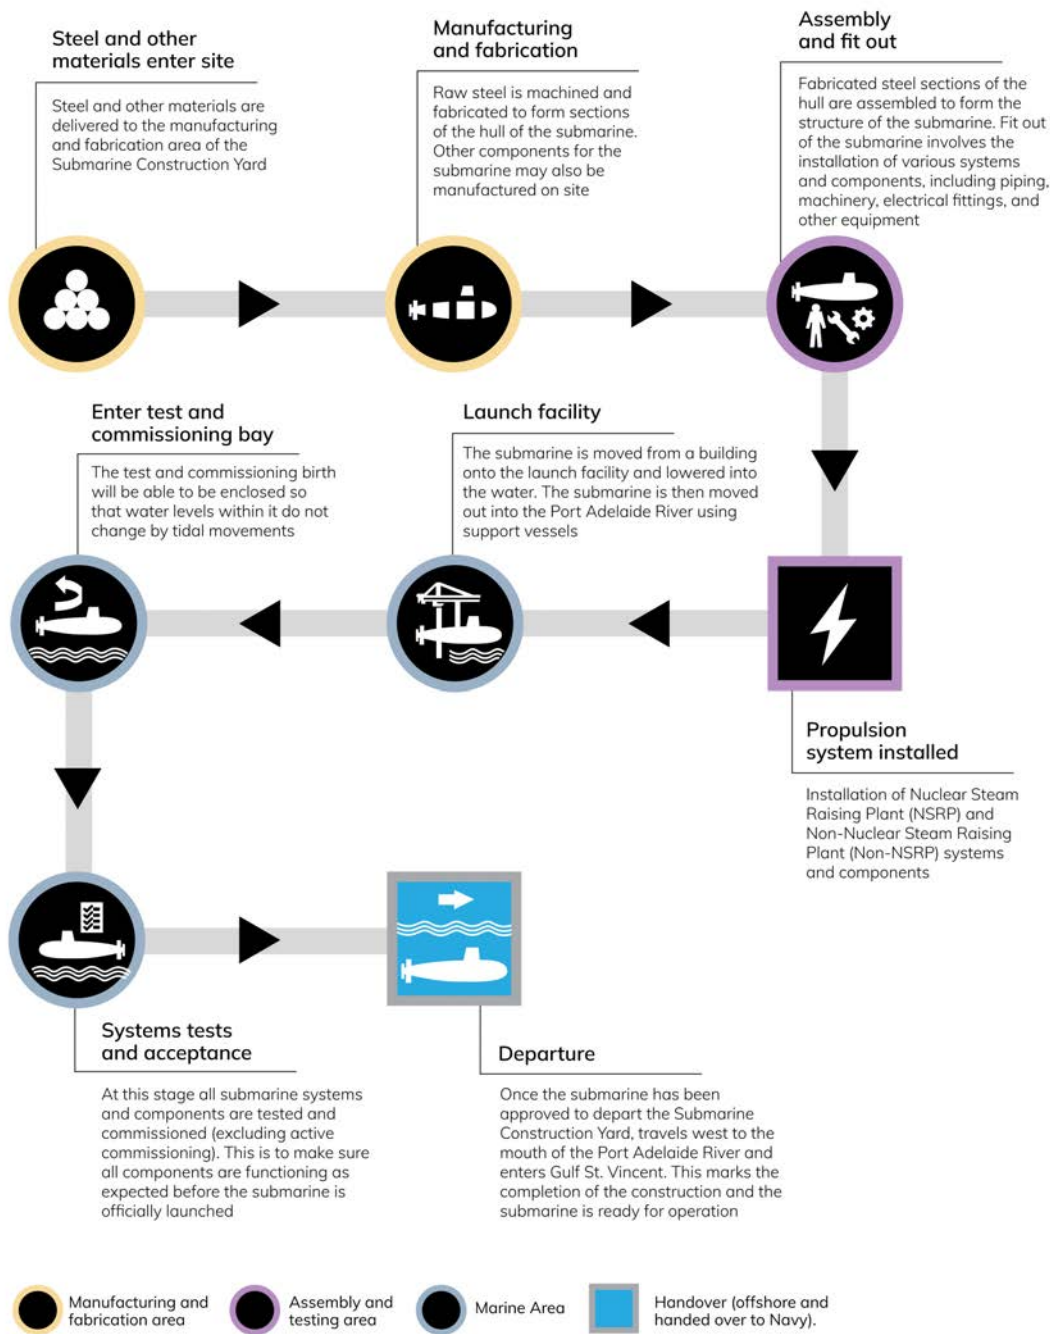 Steel and other
materials enter site
Steel and other materials are
delivered to the manufacturing
and fabrication area of the
Submarine Construction Yard
Manufacturing
and fabrication
Raw steel is machined and
fabricated to form sections
of the hull of the submarine.
Other components for the
submarine may also be
manufactured on site
Assembly
and fit out
Fabricated steel sections of the
hull are assembled to form the
structure of the submarine. Fit out
of the submarine involves the
installation of various systems
and components, including piping,
machinery, electrical fittings, and
other equipment
Enter test and
commissioning bay
The test and commissioning birth
will be able to be enclosed so
that water levels within it do not
change by tidal movements
Launch facility
The submarine is moved from a building
onto the launch facility and lowered into
the water. The submarine is then moved
out into the Port Adelaide River using
support vessels
Propulsion
system installed
Installation of Nuclear Steam
Raising Plant (NSRP) and
Non-Nuclear Steam Raising
Plant (Non-NSRP) systems
and components
Systems tests
and acceptance
At this stage all submarine systems
and components are tested and
commissioned (excluding active
commissioning). This is to make sure
all components are functioning as
expected before the submarine is
officially launched
Departure
Once the submarine has been
approved to depart the Submarine
Construction Yard, travels west to the
mouth of the Port Adelaide River and
enters Gulf St. Vincent. This marks the
completion of the construction and the
submarine is ready for operation
Manufacturing and
fabrication area
Assembly and
testing area
Marine Area
Handover (offshore and
handed over to Navy).